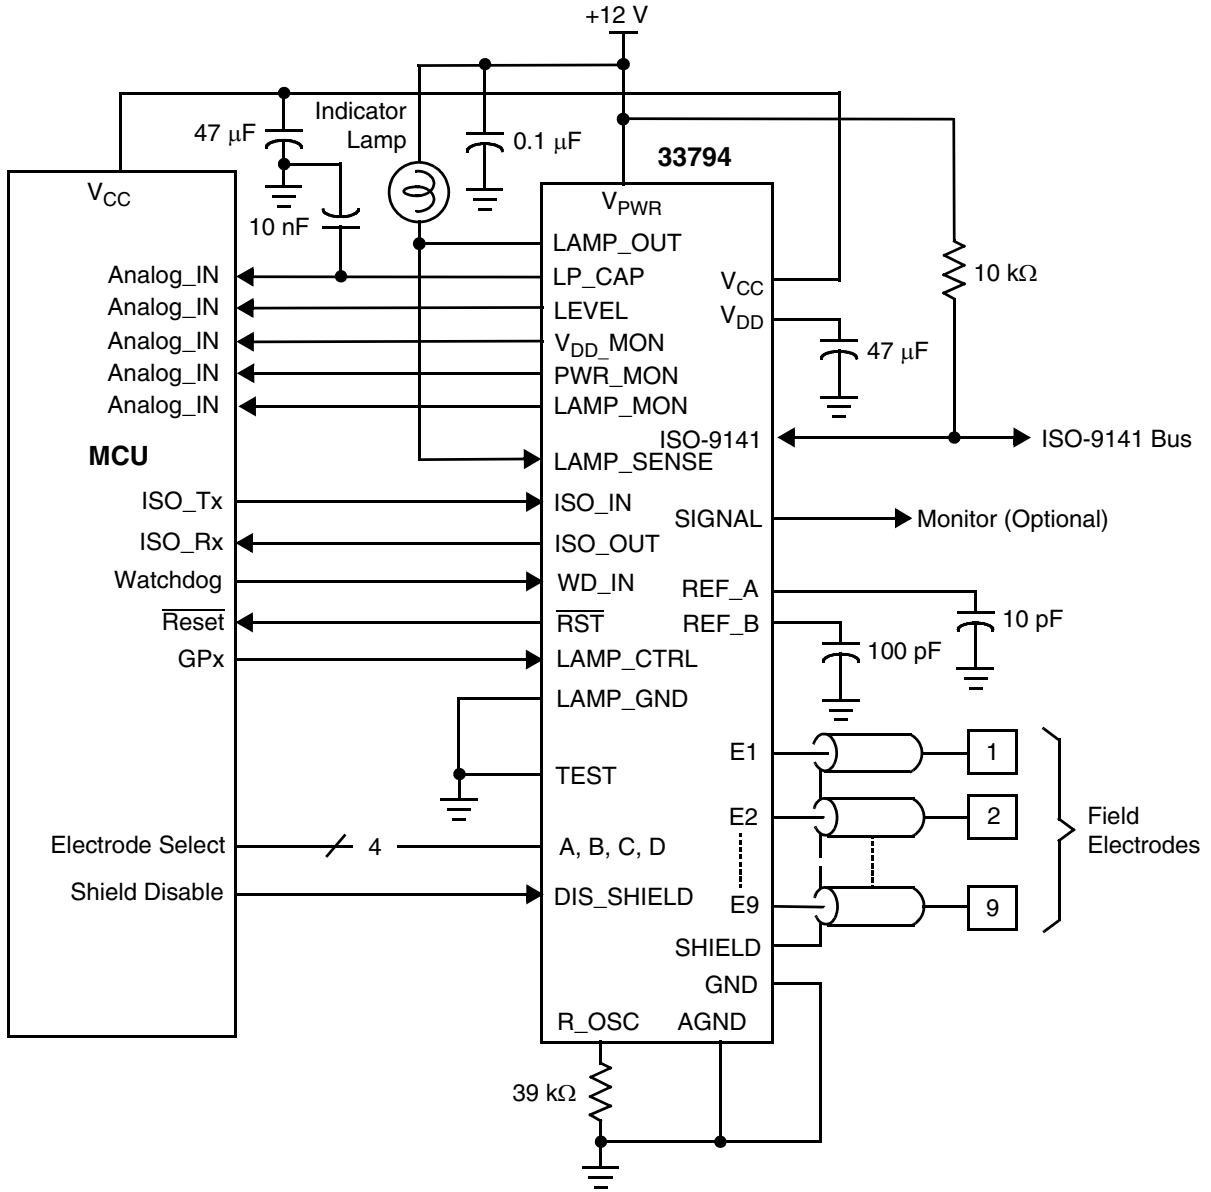 +12 V
Indicator
Lamp
47 μF
0.1 μF
33794
V_CC
10 nF
V_PWR
LAMP_OUT
Analog_IN
LP_CAP
V_CC
10 kΩ
Analog_IN
LEVEL
V_DD
Analog_IN
V_DD_MON
47 μF
Analog_IN
PWR_MON
Analog_IN
LAMP_MON
MCU
ISO-9141
ISO-9141 Bus
LAMP_SENSE
ISO_Tx
ISO_IN
SIGNAL
Monitor (Optional)
ISO_Rx
ISO_OUT
Watchdog
WD_IN
REF_A
10 pF
Reset
RST
REF_B
100 pF
GPx
LAMP_CTRL
LAMP_GND
E1
1
TEST
E2
2
Field
Electrodes
Electrode Select
4
A, B, C, D
Shield Disable
DIS_SHIELD
E9
9
SHIELD
GND
R_OSC
AGND
39 kΩ